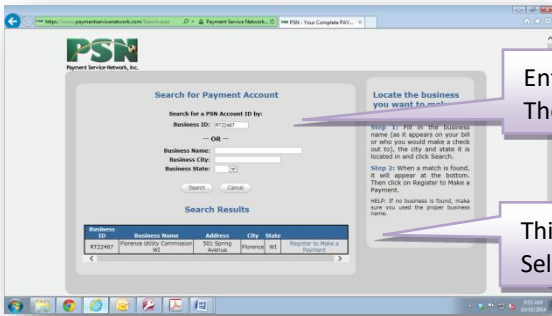 https://www.paymentservicenetwork.com/Search.aspx
Payment Service Network...
PSN - Your Complete PAY...
PSN
Payment Service Network, Inc.
Search for Payment Account
Search for a PSN Account ID by:
Business ID: RT22467
-- OR --
Business Name:
Business City:
Business State:
Search Cancel
Search Results
Business ID Business Name Address City State
RT22467 Florence Utility Commission WI 501 Spring Avenue Florence WI Register to Make a Payment
Locate the business
you want to
Step 1: Fill in the business
name (as it appears on your bill
or who you would make a check
out to), the city and state it is
located in and click Search.
Step 2: When a match is found,
it will appear at the bottom.
Then click on Register to Make a
Payment.
HELP: If no business is found, make
sure you used the proper business
name.
Ent
The
Thi
Sel